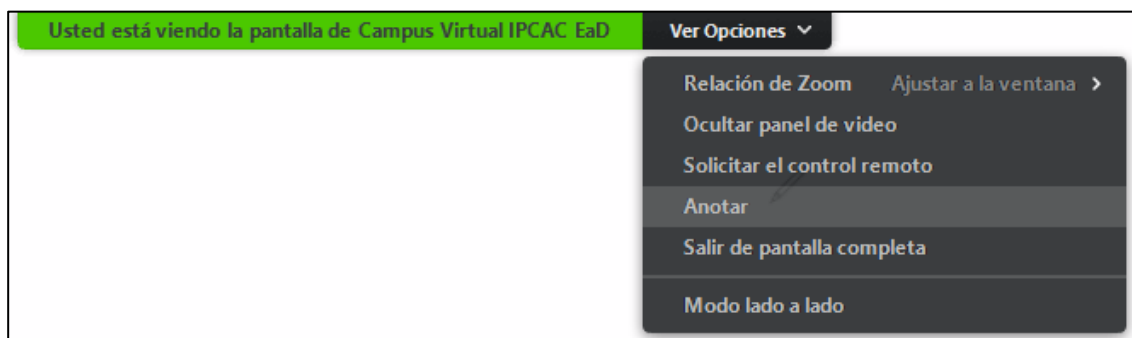 Usted está viendo la pantalla de Campus Virtual IPCAC EaD Ver Opciones
Relación de Zoom Ajustar a la ventana
Ocultar panel de video
Solicitar el control remoto
Anotar
Salir de pantalla completa
Modo lado a lado